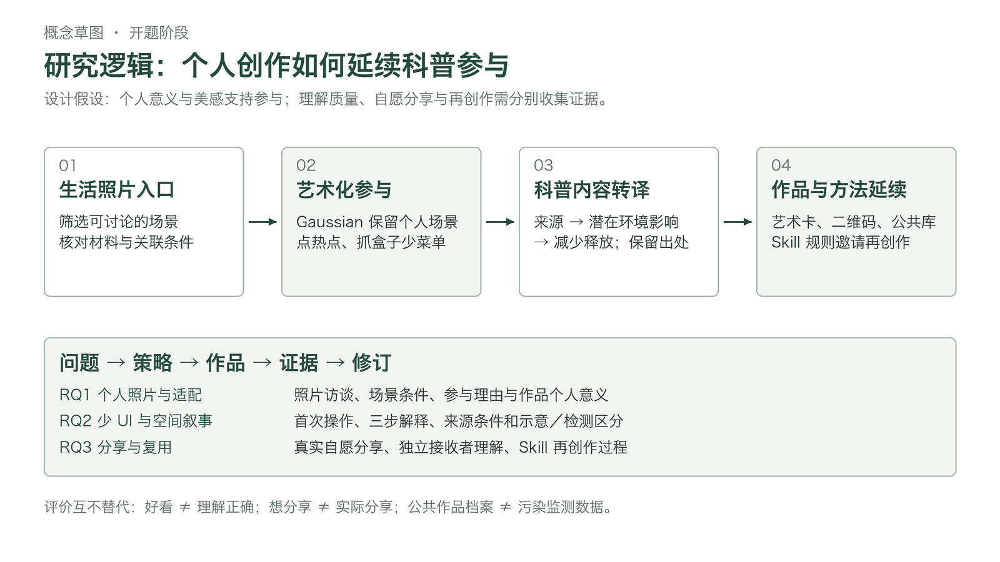 概念草图 · 开题阶段
研究逻辑：个人创作如何延续科普参与
设计假设：个人意义与美感支持参与；理解质量、自愿分享与再创作需分别收集证据。
01
生活照片入口
筛选可讨论的场景
核对材料与关联条件
02
艺术化参与
Gaussian 保留个人场景
点热点、抓盒子少菜单
03
科普内容转译
来源 → 潜在环境影响
→ 减少释放；保留出处
04
作品与方法延续
艺术卡、二维码、公共库
Skill 规则邀请再创作
问题 → 策略 → 作品 → 证据 → 修订
RQ1 个人照片与适配 照片访谈、场景条件、参与理由与作品个人意义
RQ2 少 UI 与空间叙事 首次操作、三步解释、来源条件和示意／检测区分
RQ3 分享与复用 真实自愿分享、独立接收者理解、Skill 再创作过程
评价互不替代：好看 ≠ 理解正确；想分享 ≠ 实际分享；公共作品档案 ≠ 污染监测数据。